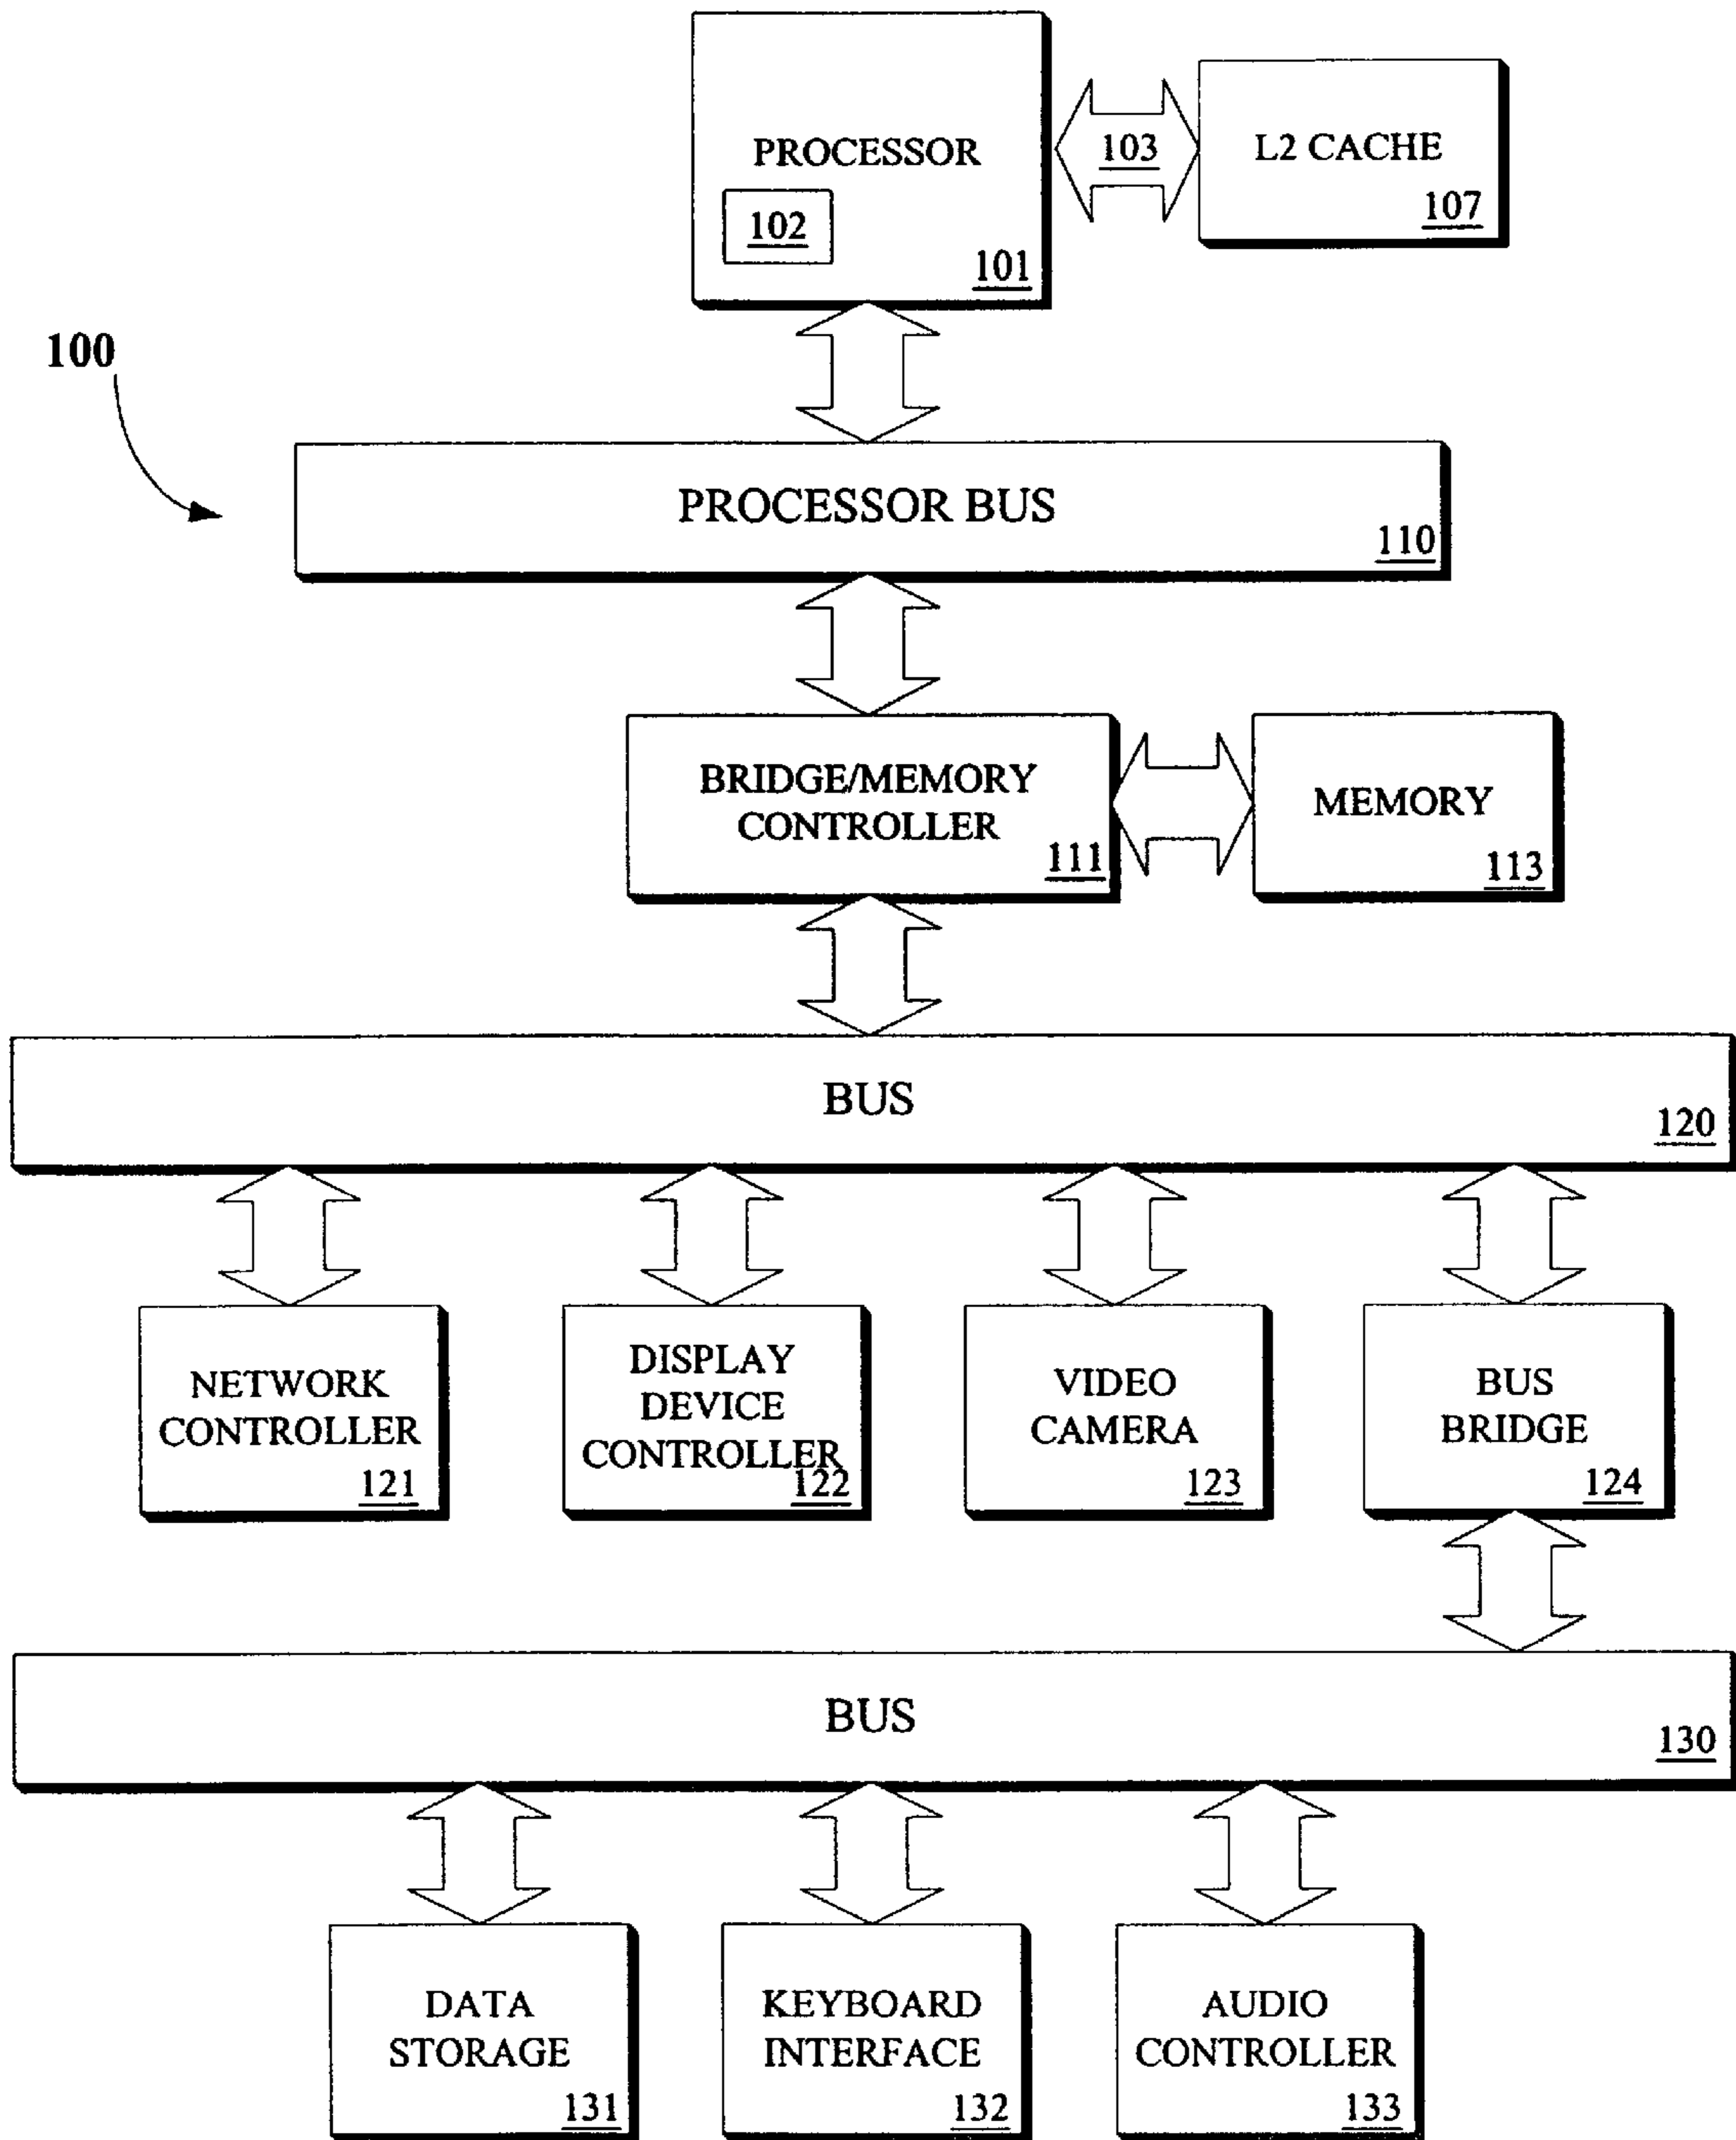 PROCESSOR
102
101
103
L2 CACHE
107
100
PROCESSOR BUS
110
BRIDGE/MEMORY
CONTROLLER
111
MEMORY
113
BUS
120
NETWORK
CONTROLLER
121
DISPLAY
DEVICE
CONTROLLER
122
VIDEO
CAMERA
123
BUS
BRIDGE
124
BUS
130
DATA
STORAGE
131
KEYBOARD
INTERFACE
132
AUDIO
CONTROLLER
133